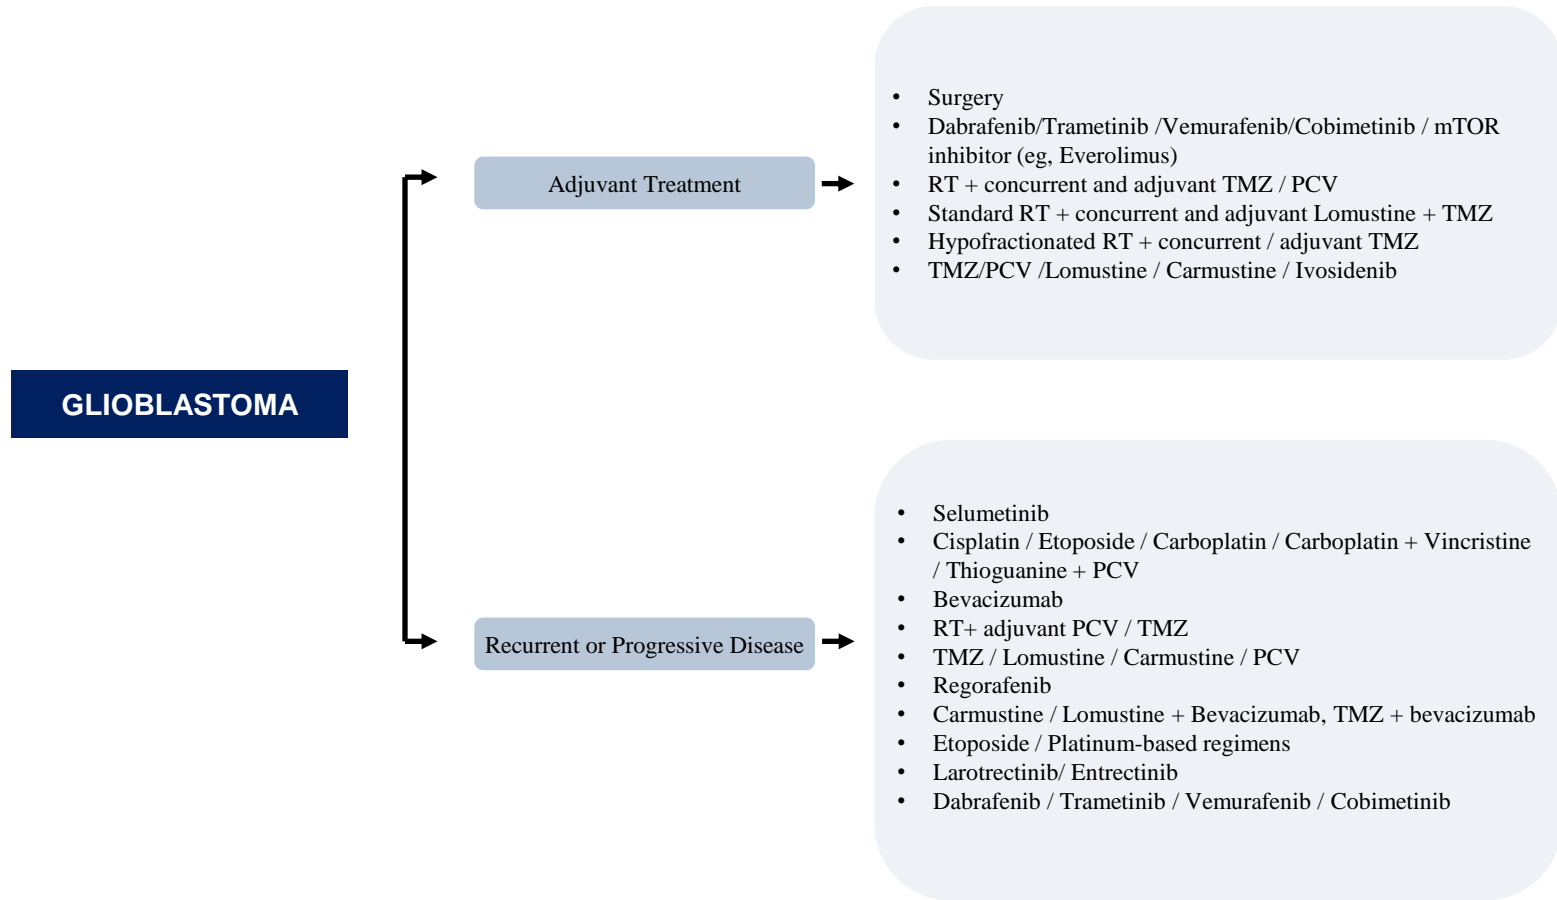 GLIOBLASTOMA
Adjuvant Treatment
• Surgery
• Dabrafenib/Trametinib /Vemurafenib/Cobimetinib / mTOR
inhibitor (eg, Everolimus)
• RT + concurrent and adjuvant TMZ / PCV
• Standard RT + concurrent and adjuvant Lomustine + TMZ
• Hypofractionated RT + concurrent / adjuvant TMZ
• TMZ/PCV /Lomustine / Carmustine / Ivosidenib
Recurrent or Progressive Disease
• Selumetinib
• Cisplatin / Etoposide / Carboplatin / Carboplatin + Vincristine
/ Thioguanine + PCV
• Bevacizumab
• RT+ adjuvant PCV / TMZ
• TMZ / Lomustine / Carmustine / PCV
• Regorafenib
• Carmustine / Lomustine + Bevacizumab, TMZ + bevacizumab
• Etoposide / Platinum-based regimens
• Larotrectinib/ Entrectinib
• Dabrafenib / Trametinib / Vemurafenib / Cobimetinib